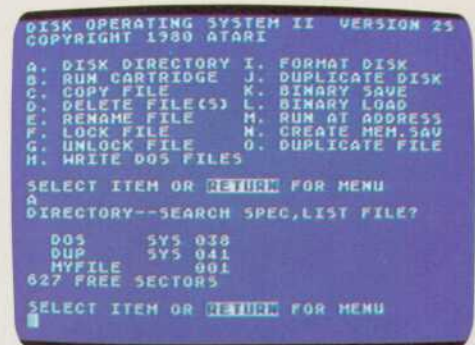 DISK OPERATING SYSTEM II VERSION 2S
COPYRIGHT 1980 ATARI
A. DISK DIRECTORY I. FORMAT DISK
B. RUN CARTRIDGE J. DUPLICATE DISK
C. COPY FILE K. BINARY SAVE
D. DELETE FILE(S) L. BINARY LOAD
E. RENAME FILE M. RUN AT ADDRESS
F. LOCK FILE N. CREATE MEM.SAV
G. UNLOCK FILE O. DUPLICATE FILE
H. WRITE DOS FILES
SELECT ITEM OR RETURN FOR MENU
A
DIRECTORY--SEARCH SPEC,LIST FILE?
DOS SYS 038
DUP SYS 041
MYFILE 001
627 FREE SECTORS
SELECT ITEM OR RETURN FOR MENU